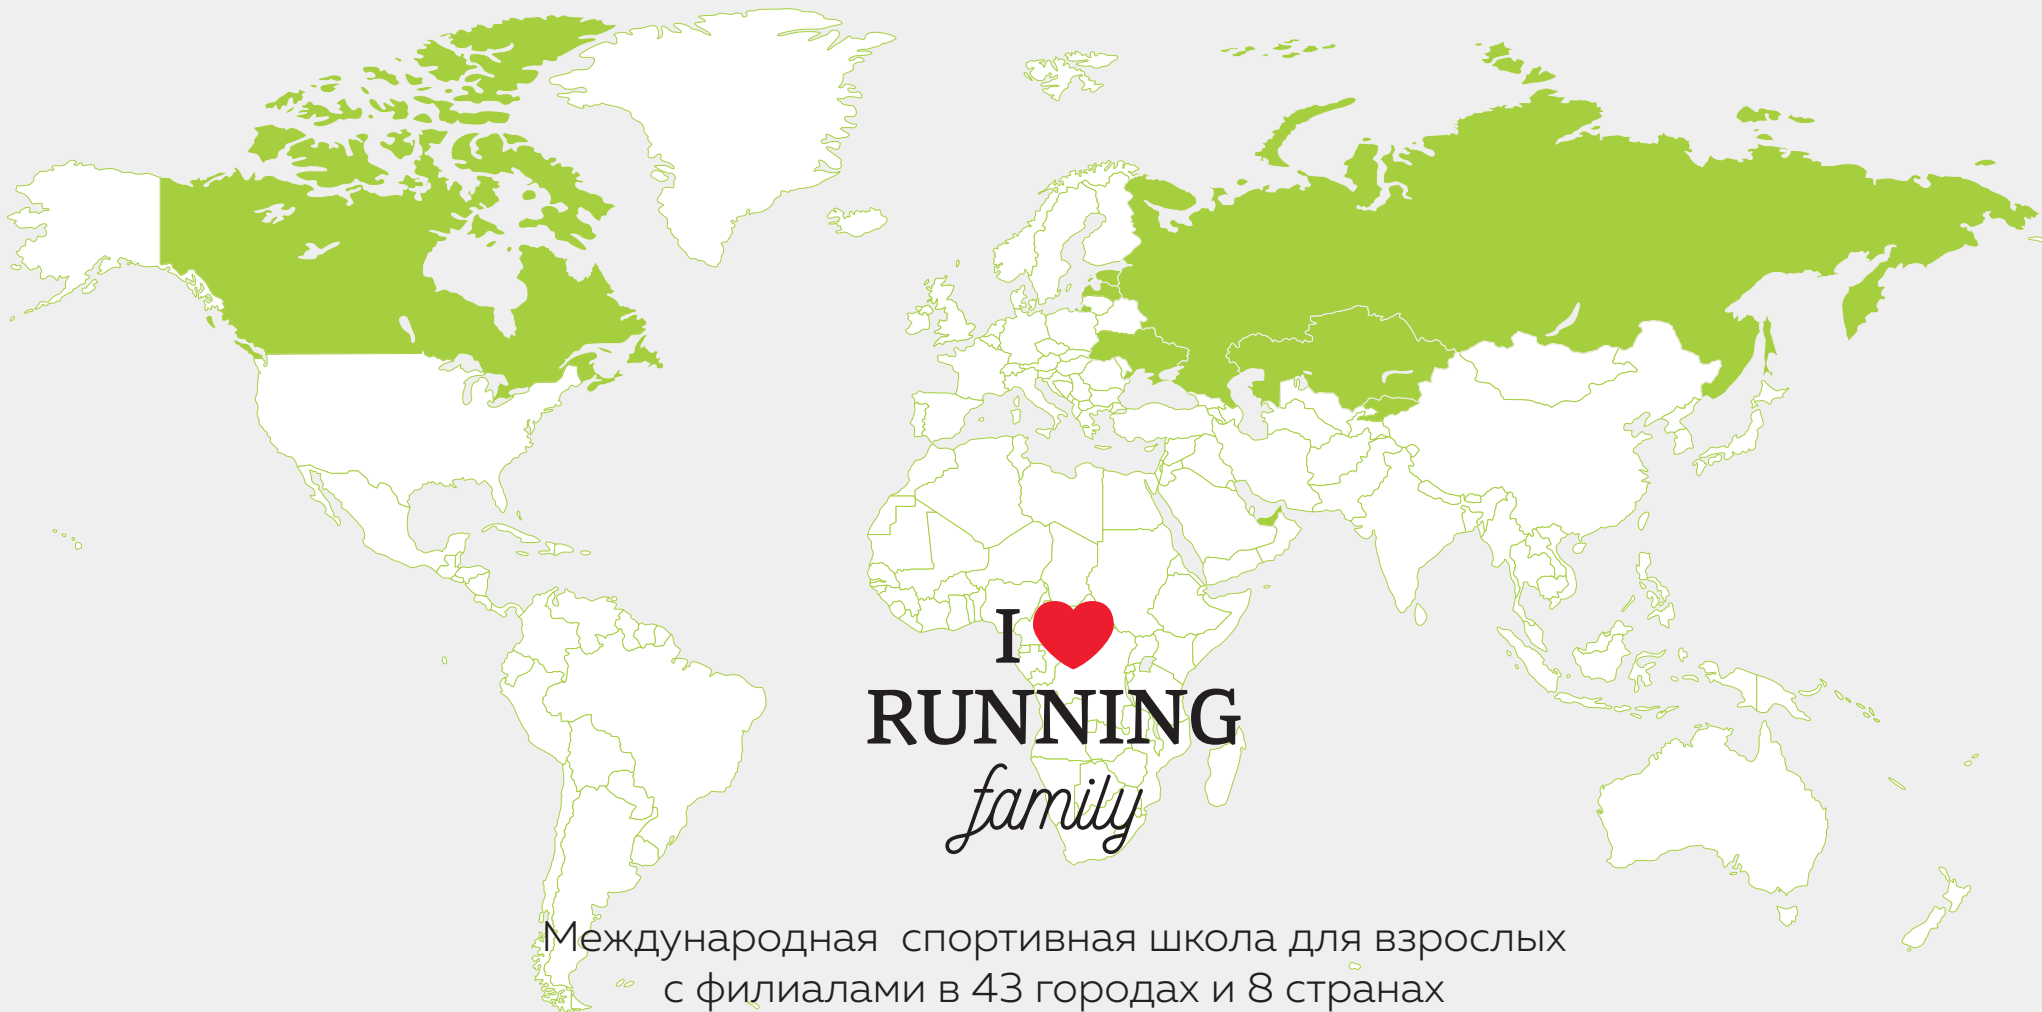 I
RUNNING
family
Международная спортивная школа для взрослых
с филиалами в 43 городах и 8 странах